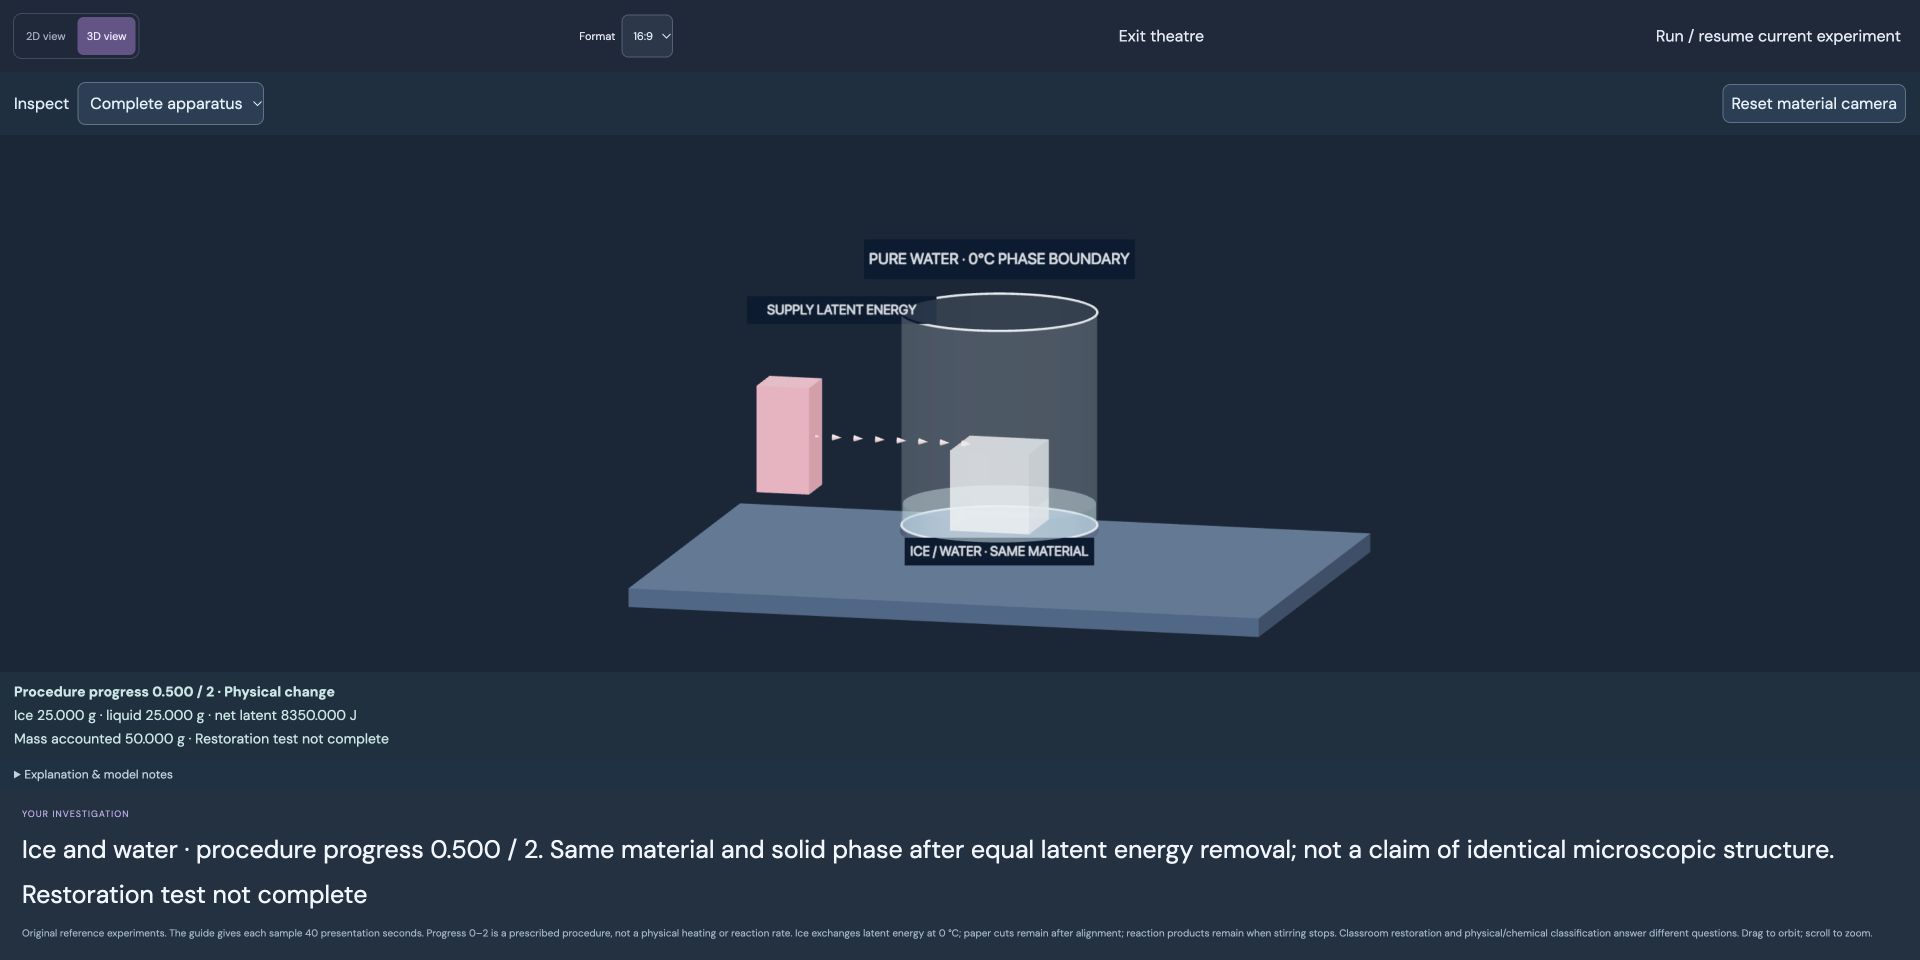 2D view 3D view Format 16:9 Exit theatre Run / resume current experiment
Inspect Complete apparatus Reset material camera
PURE WATER · 0°C PHASE BOUNDARY
SUPPLY LATENT ENERGY
ICE / WATER · SAME MATERIAL
Procedure progress 0.500 / 2 · Physical change
Ice 25.000 g · liquid 25.000 g · net latent 8350.000 J
Mass accounted 50.000 g · Restoration test not complete
Explanation & model notes
YOUR INVESTIGATION
Ice and water · procedure progress 0.500 / 2. Same material and solid phase after equal latent energy removal; not a claim of identical microscopic structure.
Restoration test not complete
Original reference experiments. The guide gives each sample 40 presentation seconds. Progress 0–2 is a prescribed procedure, not a physical heating or reaction rate. Ice exchanges latent energy at 0 °C; paper cuts remain after alignment; reaction products remain when stirring stops. Classroom restoration and physical/chemical classification answer different questions. Drag to orbit; scroll to zoom.